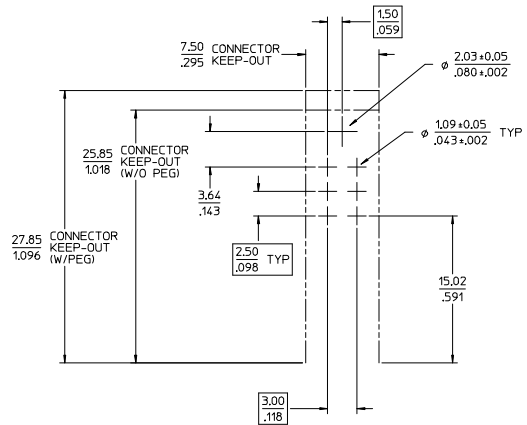 1.50
.059
7.50 CONNECTOR
.295 KEEP-OUT
⌀ 2.03±0.05
.080±.002
⌀ 1.09±0.05 TYP
.043±.002
25.85 CONNECTOR
1.018 KEEP-OUT
(W/O PEG)
3.64
.143
27.85 CONNECTOR
1.096 KEEP-OUT
(W/PEG)
2.50 TYP
.098
15.02
.591
3.00
.118